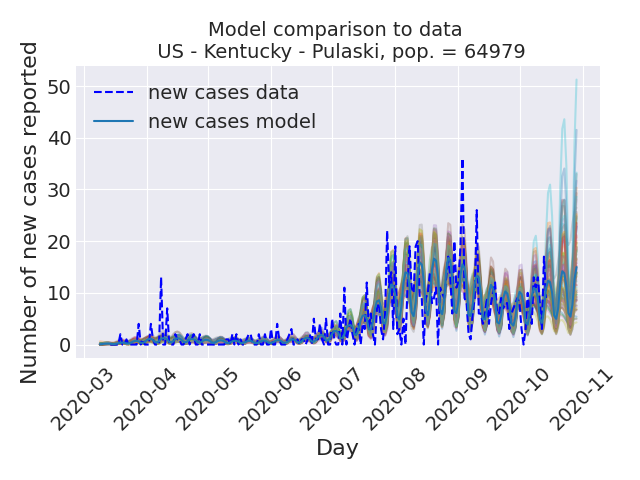 Model comparison to data
US - Kentucky - Pulaski, pop. = 64979
new cases data
new cases model
Number of new cases reported
50
40
30
20
10
0
2020-03
2020-04
2020-05
2020-06
2020-07
2020-08
2020-09
2020-10
2020-11
Day